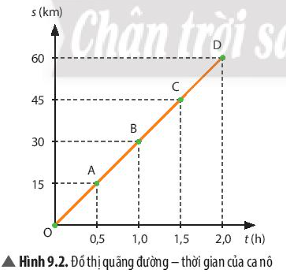 s (km)
Chân trời sá
60
D
45
C
30
B
15
A
O
0,5
1,0
1,5
2,0
t (h)
▲ Hình 9.2. Đồ thị quãng đường – thời gian của ca nô